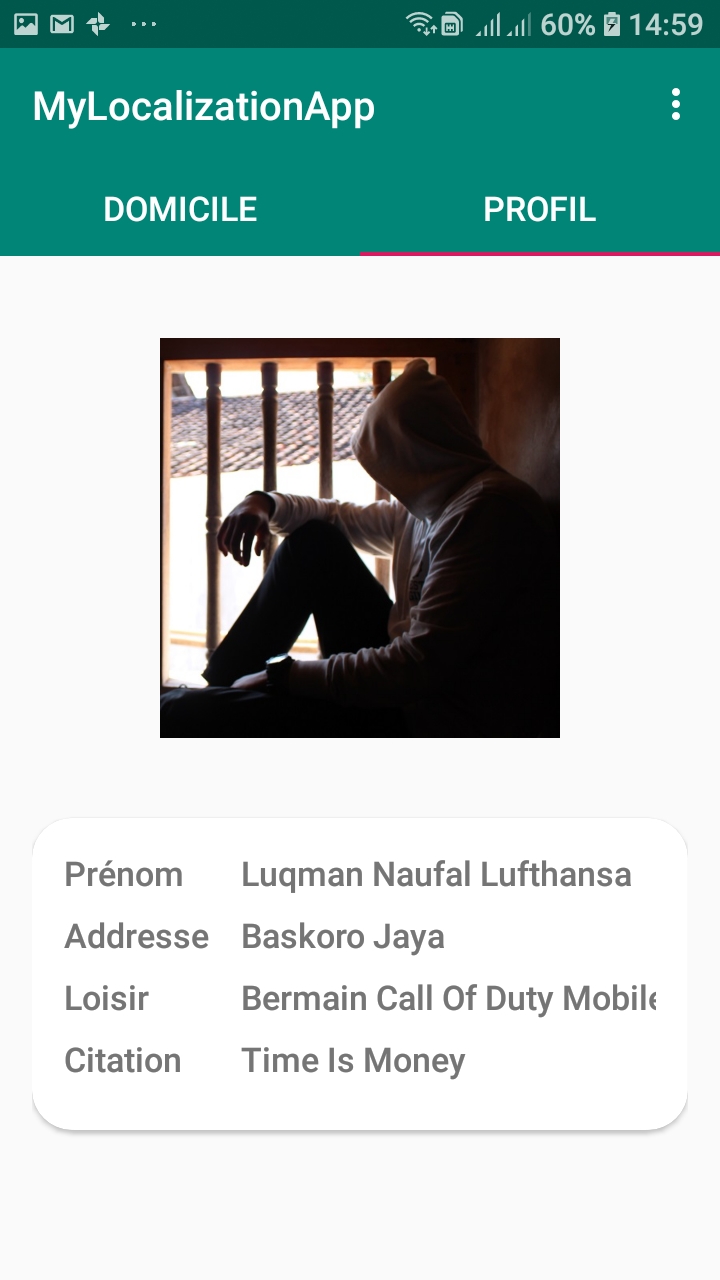 60% 14:59
MyLocalizationApp
DOMICILE PROFIL
Prénom Luqman Naufal Lufthansa
Addresse Baskoro Jaya
Loisir Bermain Call Of Duty Mobile
Citation Time Is Money